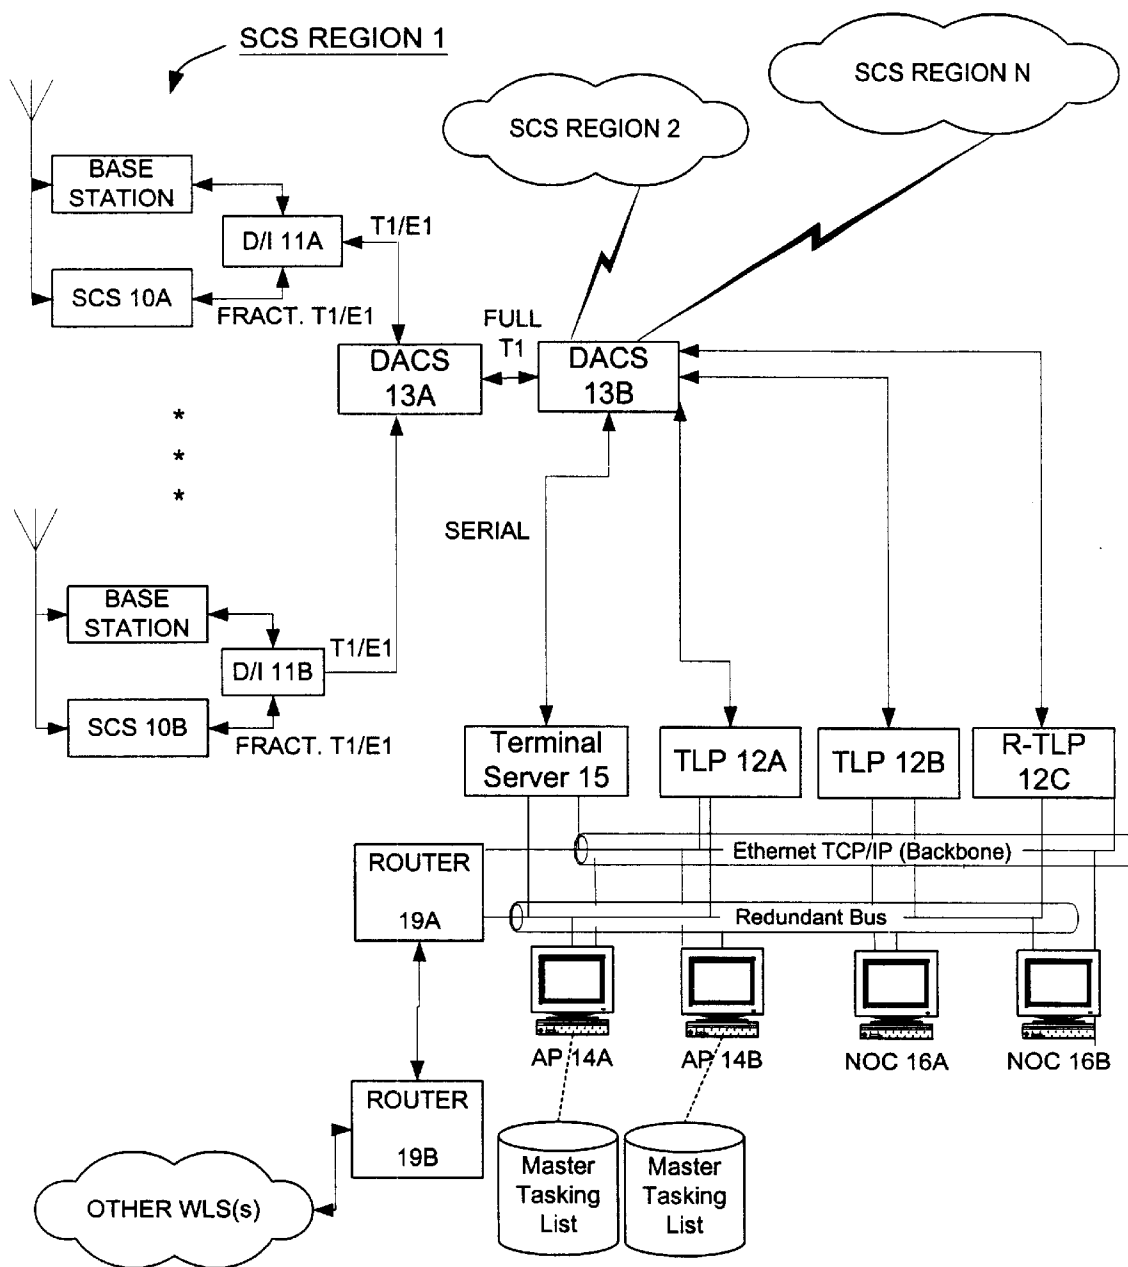 SCS REGION 1
SCS REGION 2
SCS REGION N
BASE
STATION
D/I 11A
T1/E1
SCS 10A
FRACT. T1/E1
DACS
13A
FULL
T1
DACS
13B
*
*
*
SERIAL
BASE
STATION
D/I 11B
T1/E1
SCS 10B
FRACT. T1/E1
Terminal
Server 15
TLP 12A
TLP 12B
R-TLP
12C
Ethernet TCP/IP (Backbone)
ROUTER
19A
Redundant Bus
AP 14A
AP 14B
NOC 16A
NOC 16B
ROUTER
19B
Master
Tasking
List
Master
Tasking
List
OTHER WLS(s)